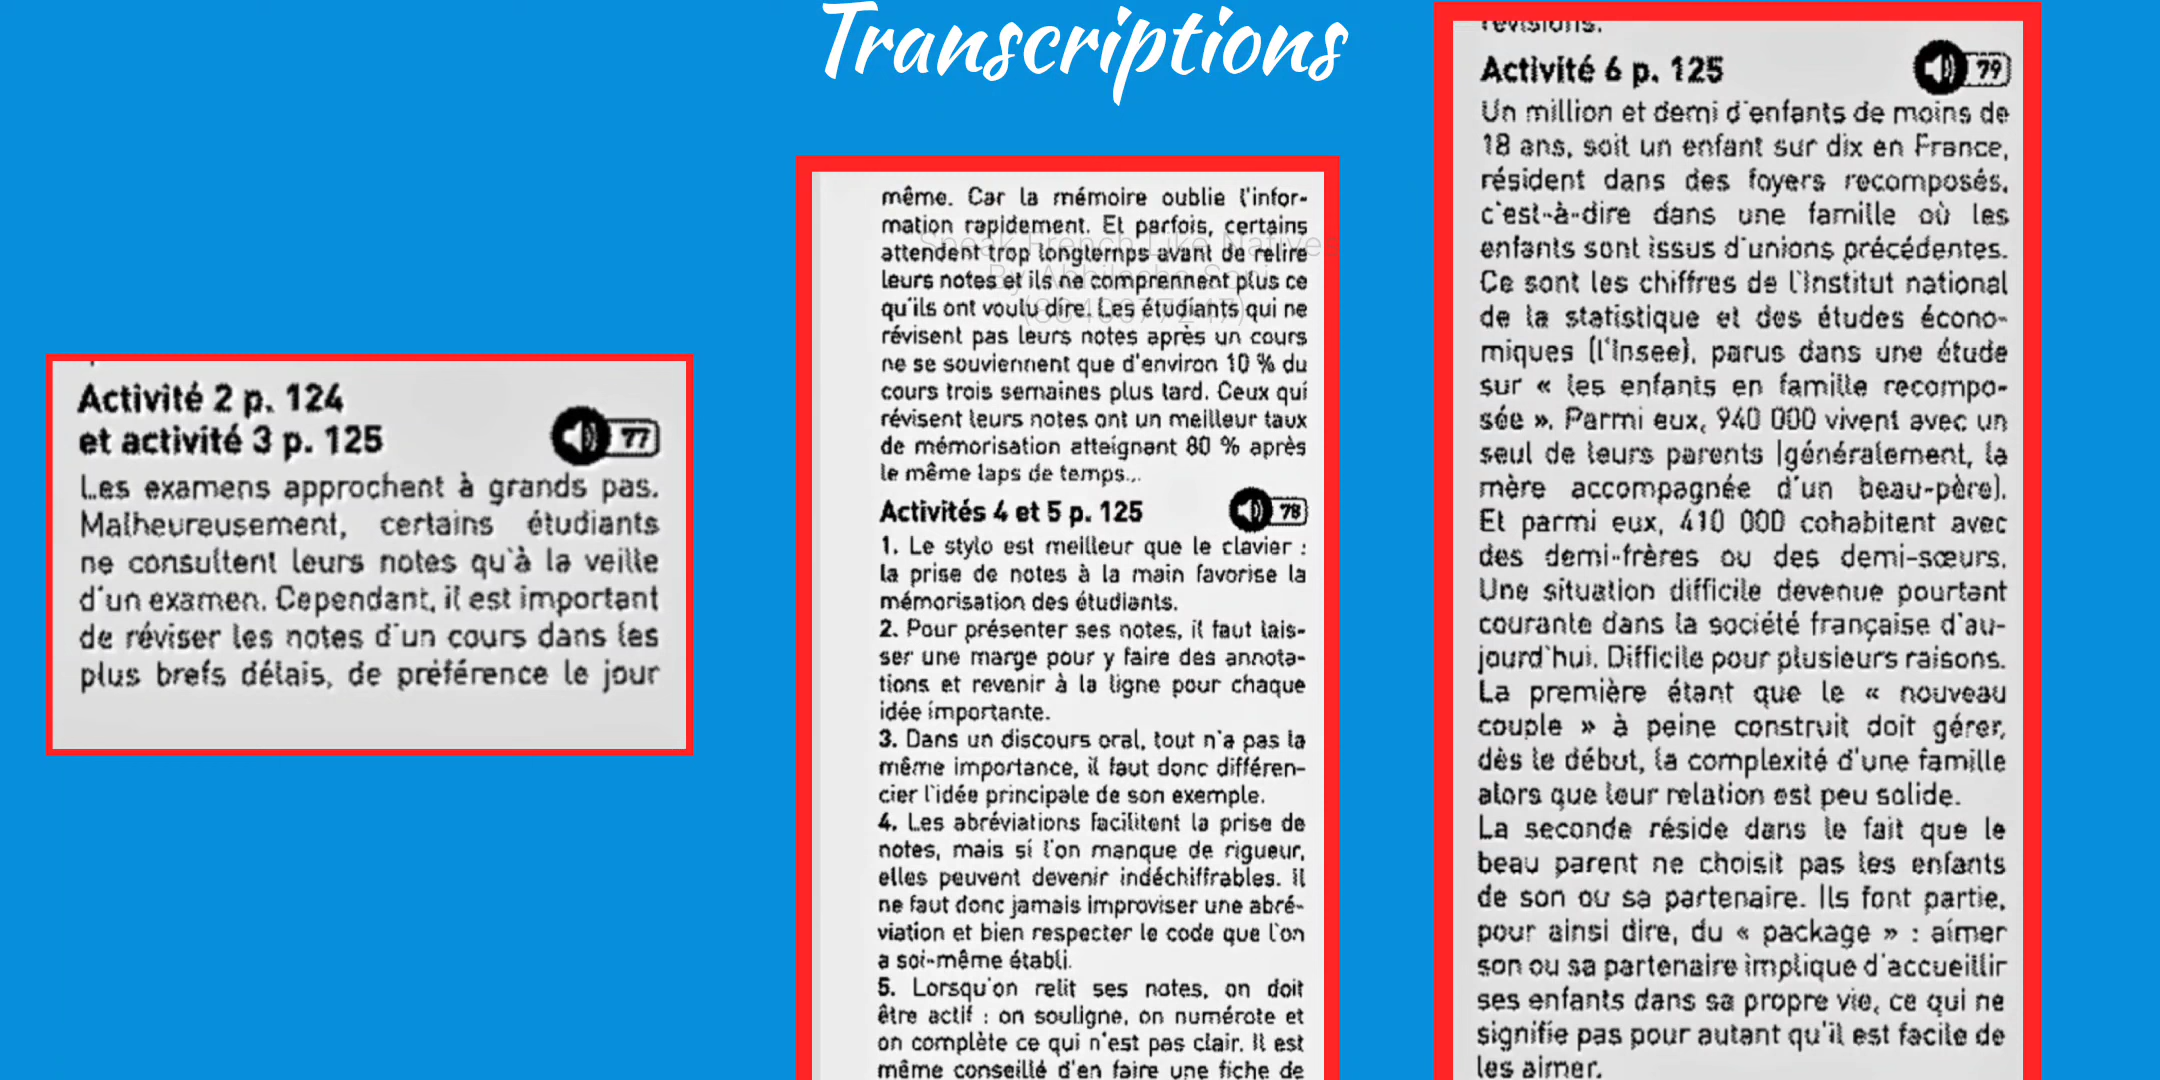 Transcriptions
Activité 2 p. 124
et activité 3 p. 125
77
Les examens approchent à grands pas.
Malheureusement, certains étudiants
ne consultent leurs notes qu'à la veille
d'un examen. Cependant, il est important
de réviser les notes d'un cours dans les
plus brefs délais, de préférence le jour
même. Car la mémoire oublie l'infor-
mation rapidement. Et parfois, certains
attendent trop longtemps avant de relire
leurs notes et ils ne comprennent plus ce
qu'ils ont voulu dire. Les étudiants qui ne
révisent pas leurs notes après un cours
ne se souviennent que d'environ 10 % du
cours trois semaines plus tard. Ceux qui
révisent leurs notes ont un meilleur taux
de mémorisation atteignant 80 % après
le même laps de temps...
Speak French Like Native
Activités 4 et 5 p. 125
78
1. Le stylo est meilleur que le clavier :
la prise de notes à la main favorise la
mémorisation des étudiants.
2. Pour présenter ses notes, il faut lais-
ser une marge pour y faire des annota-
tions et revenir à la ligne pour chaque
idée importante.
3. Dans un discours oral, tout n'a pas la
même importance, il faut donc différen-
cier l'idée principale de son exemple.
4. Les abréviations facilitent la prise de
notes, mais si l'on manque de rigueur,
elles peuvent devenir indéchiffrables. Il
ne faut donc jamais improviser une abré-
viation et bien respecter le code que l'on
a soi-même établi.
5. Lorsqu'on relit ses notes, on doit
être actif : on souligne, on numérote et
on complète ce qui n'est pas clair. Il est
même conseillé d'en faire une fiche de
révisions.
Activité 6 p. 125
79
Un million et demi d'enfants de moins de
18 ans, soit un enfant sur dix en France,
résident dans des foyers recomposés,
c'est-à-dire dans une famille où les
enfants sont issus d'unions précédentes.
Ce sont les chiffres de l'Institut national
de la statistique et des études écono-
miques (l'Insee), parus dans une étude
sur « les enfants en famille recompo-
sée ». Parmi eux, 940 000 vivent avec un
seul de leurs parents (généralement, la
mère accompagnée d'un beau-père).
Et parmi eux, 410 000 cohabitent avec
des demi-frères ou des demi-sœurs.
Une situation difficile devenue pourtant
courante dans la société française d'au-
jourd'hui. Difficile pour plusieurs raisons.
La première étant que le « nouveau
couple » à peine construit doit gérer,
dès le début, la complexité d'une famille
alors que leur relation est peu solide.
La seconde réside dans le fait que le
beau parent ne choisit pas les enfants
de son ou sa partenaire. Ils font partie,
pour ainsi dire, du « package » : aimer
son ou sa partenaire implique d'accueillir
ses enfants dans sa propre vie, ce qui ne
signifie pas pour autant qu'il est facile de
les aimer.